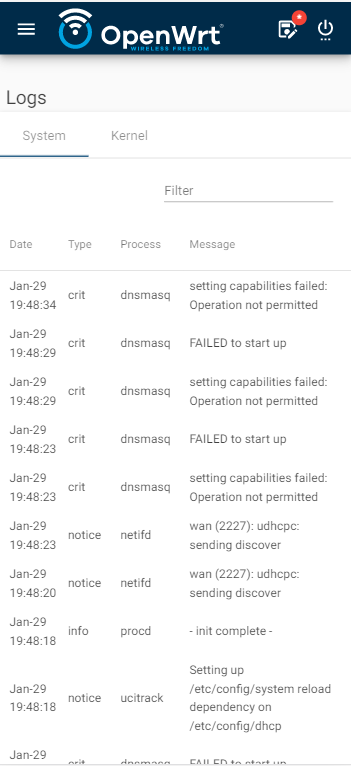 OpenWrt
WIRELESS FREEDOM
Logs
System Kernel
Filter
Date Type Process Message
Jan-29 19:48:34 crit dnsmasq setting capabilities failed: Operation not permitted
Jan-29 19:48:29 crit dnsmasq FAILED to start up
Jan-29 19:48:29 crit dnsmasq setting capabilities failed: Operation not permitted
Jan-29 19:48:23 crit dnsmasq FAILED to start up
Jan-29 19:48:23 crit dnsmasq setting capabilities failed: Operation not permitted
Jan-29 19:48:23 notice netifd wan (2227): udhcpc: sending discover
Jan-29 19:48:20 notice netifd wan (2227): udhcpc: sending discover
Jan-29 19:48:18 info procd - init complete -
Jan-29 19:48:18 notice ucitrack Setting up /etc/config/system reload dependency on /etc/config/dhcp
Jan-29 crit dnsmasq FAILED to start up